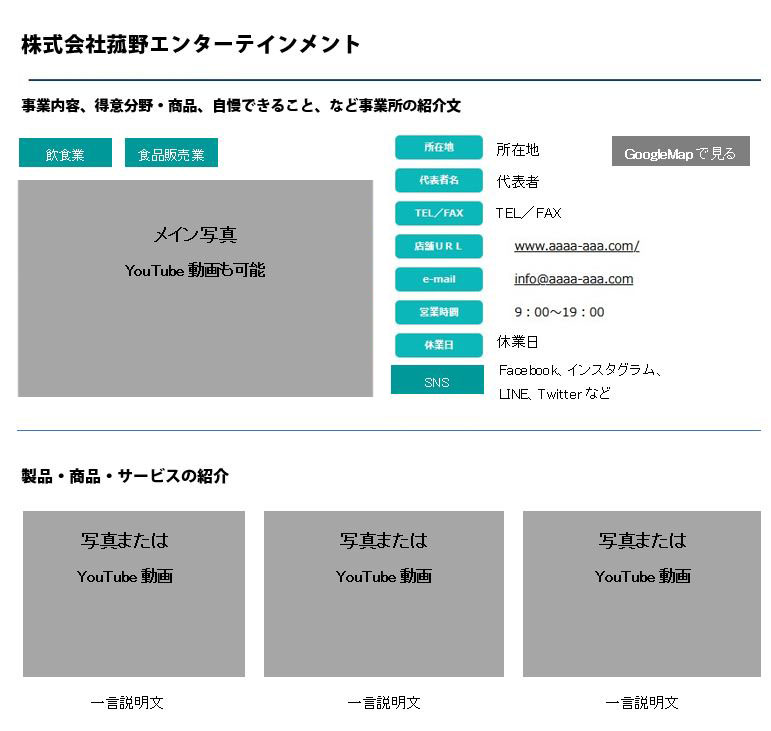 株式会社菰野エンターテインメント
事業内容、得意分野・商品、自慢できること、など事業所の紹介文
飲食業
食品販売業
メイン写真
YouTube 動画も可能
所在地 所在地
GoogleMap で見る
代表者名 代表者
TEL／FAX TEL／FAX
店舗ＵＲＬ www.aaaa-aaa.com/
e-mail info@aaaa-aaa.com
営業時間 9：00～19：00
休業日 休業日
SNS Facebook、インスタグラム、
LINE、Twitter など
製品・商品・サービスの紹介
写真または
YouTube 動画
一言説明文
写真または
YouTube 動画
一言説明文
写真または
YouTube 動画
一言説明文